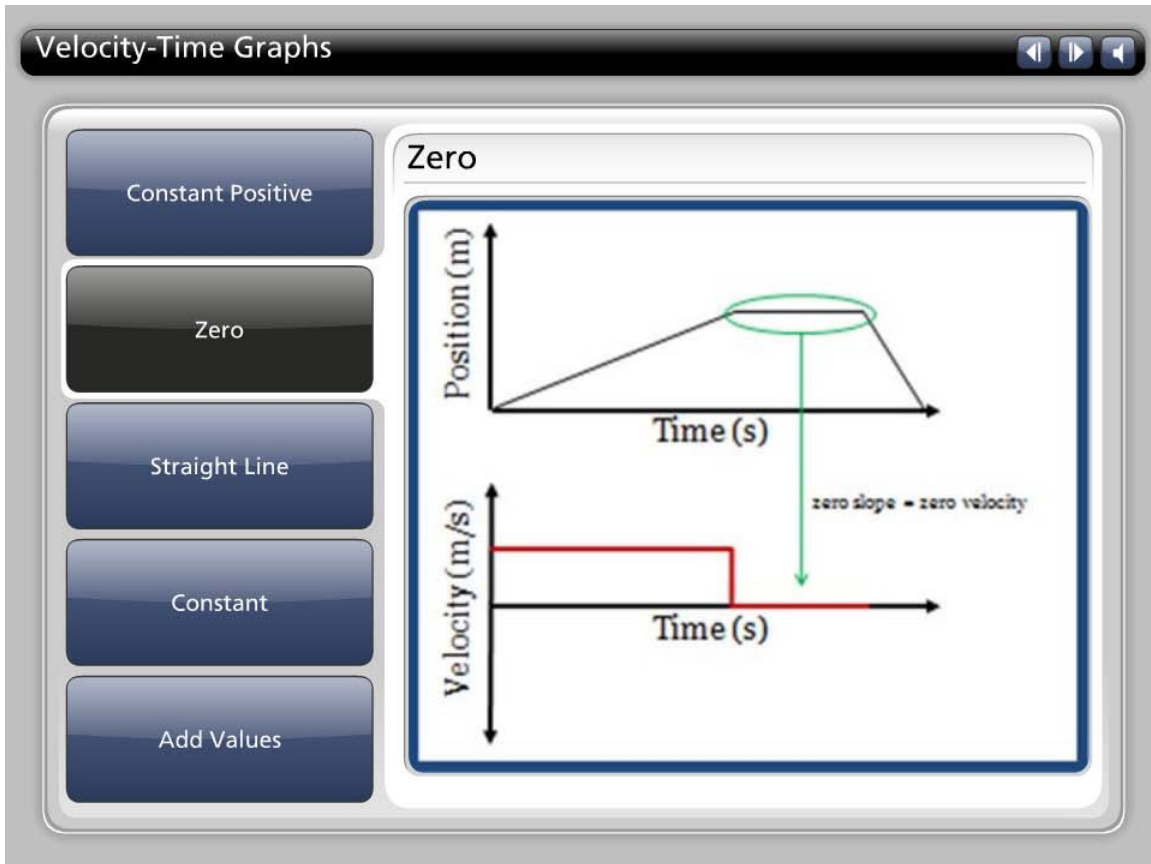 Velocity-Time Graphs
Constant Positive
Zero
Straight Line
Constant
Add Values
Zero
Position (m)
Time (s)
zero slope = zero velocity
Velocity (m/s)
Time (s)